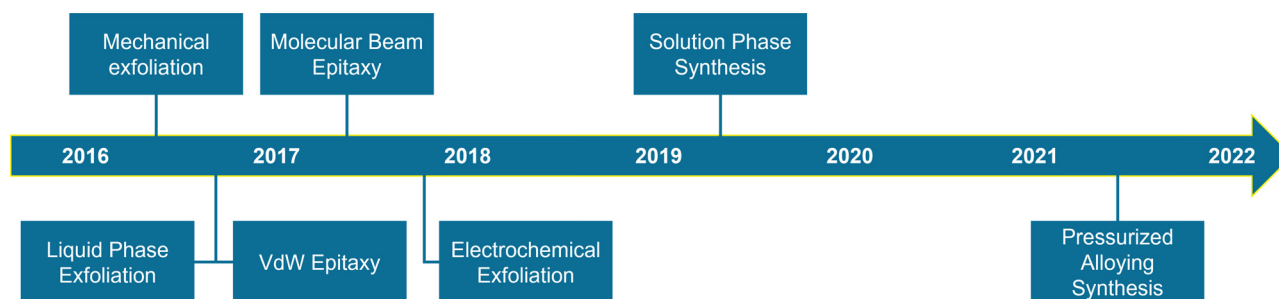 Mechanical
exfoliation
Molecular Beam
Epitaxy
Solution Phase
Synthesis
2016 2017 2018 2019 2020 2021 2022
Liquid Phase
Exfoliation
VdW Epitaxy
Electrochemical
Exfoliation
Pressurized
Alloying
Synthesis